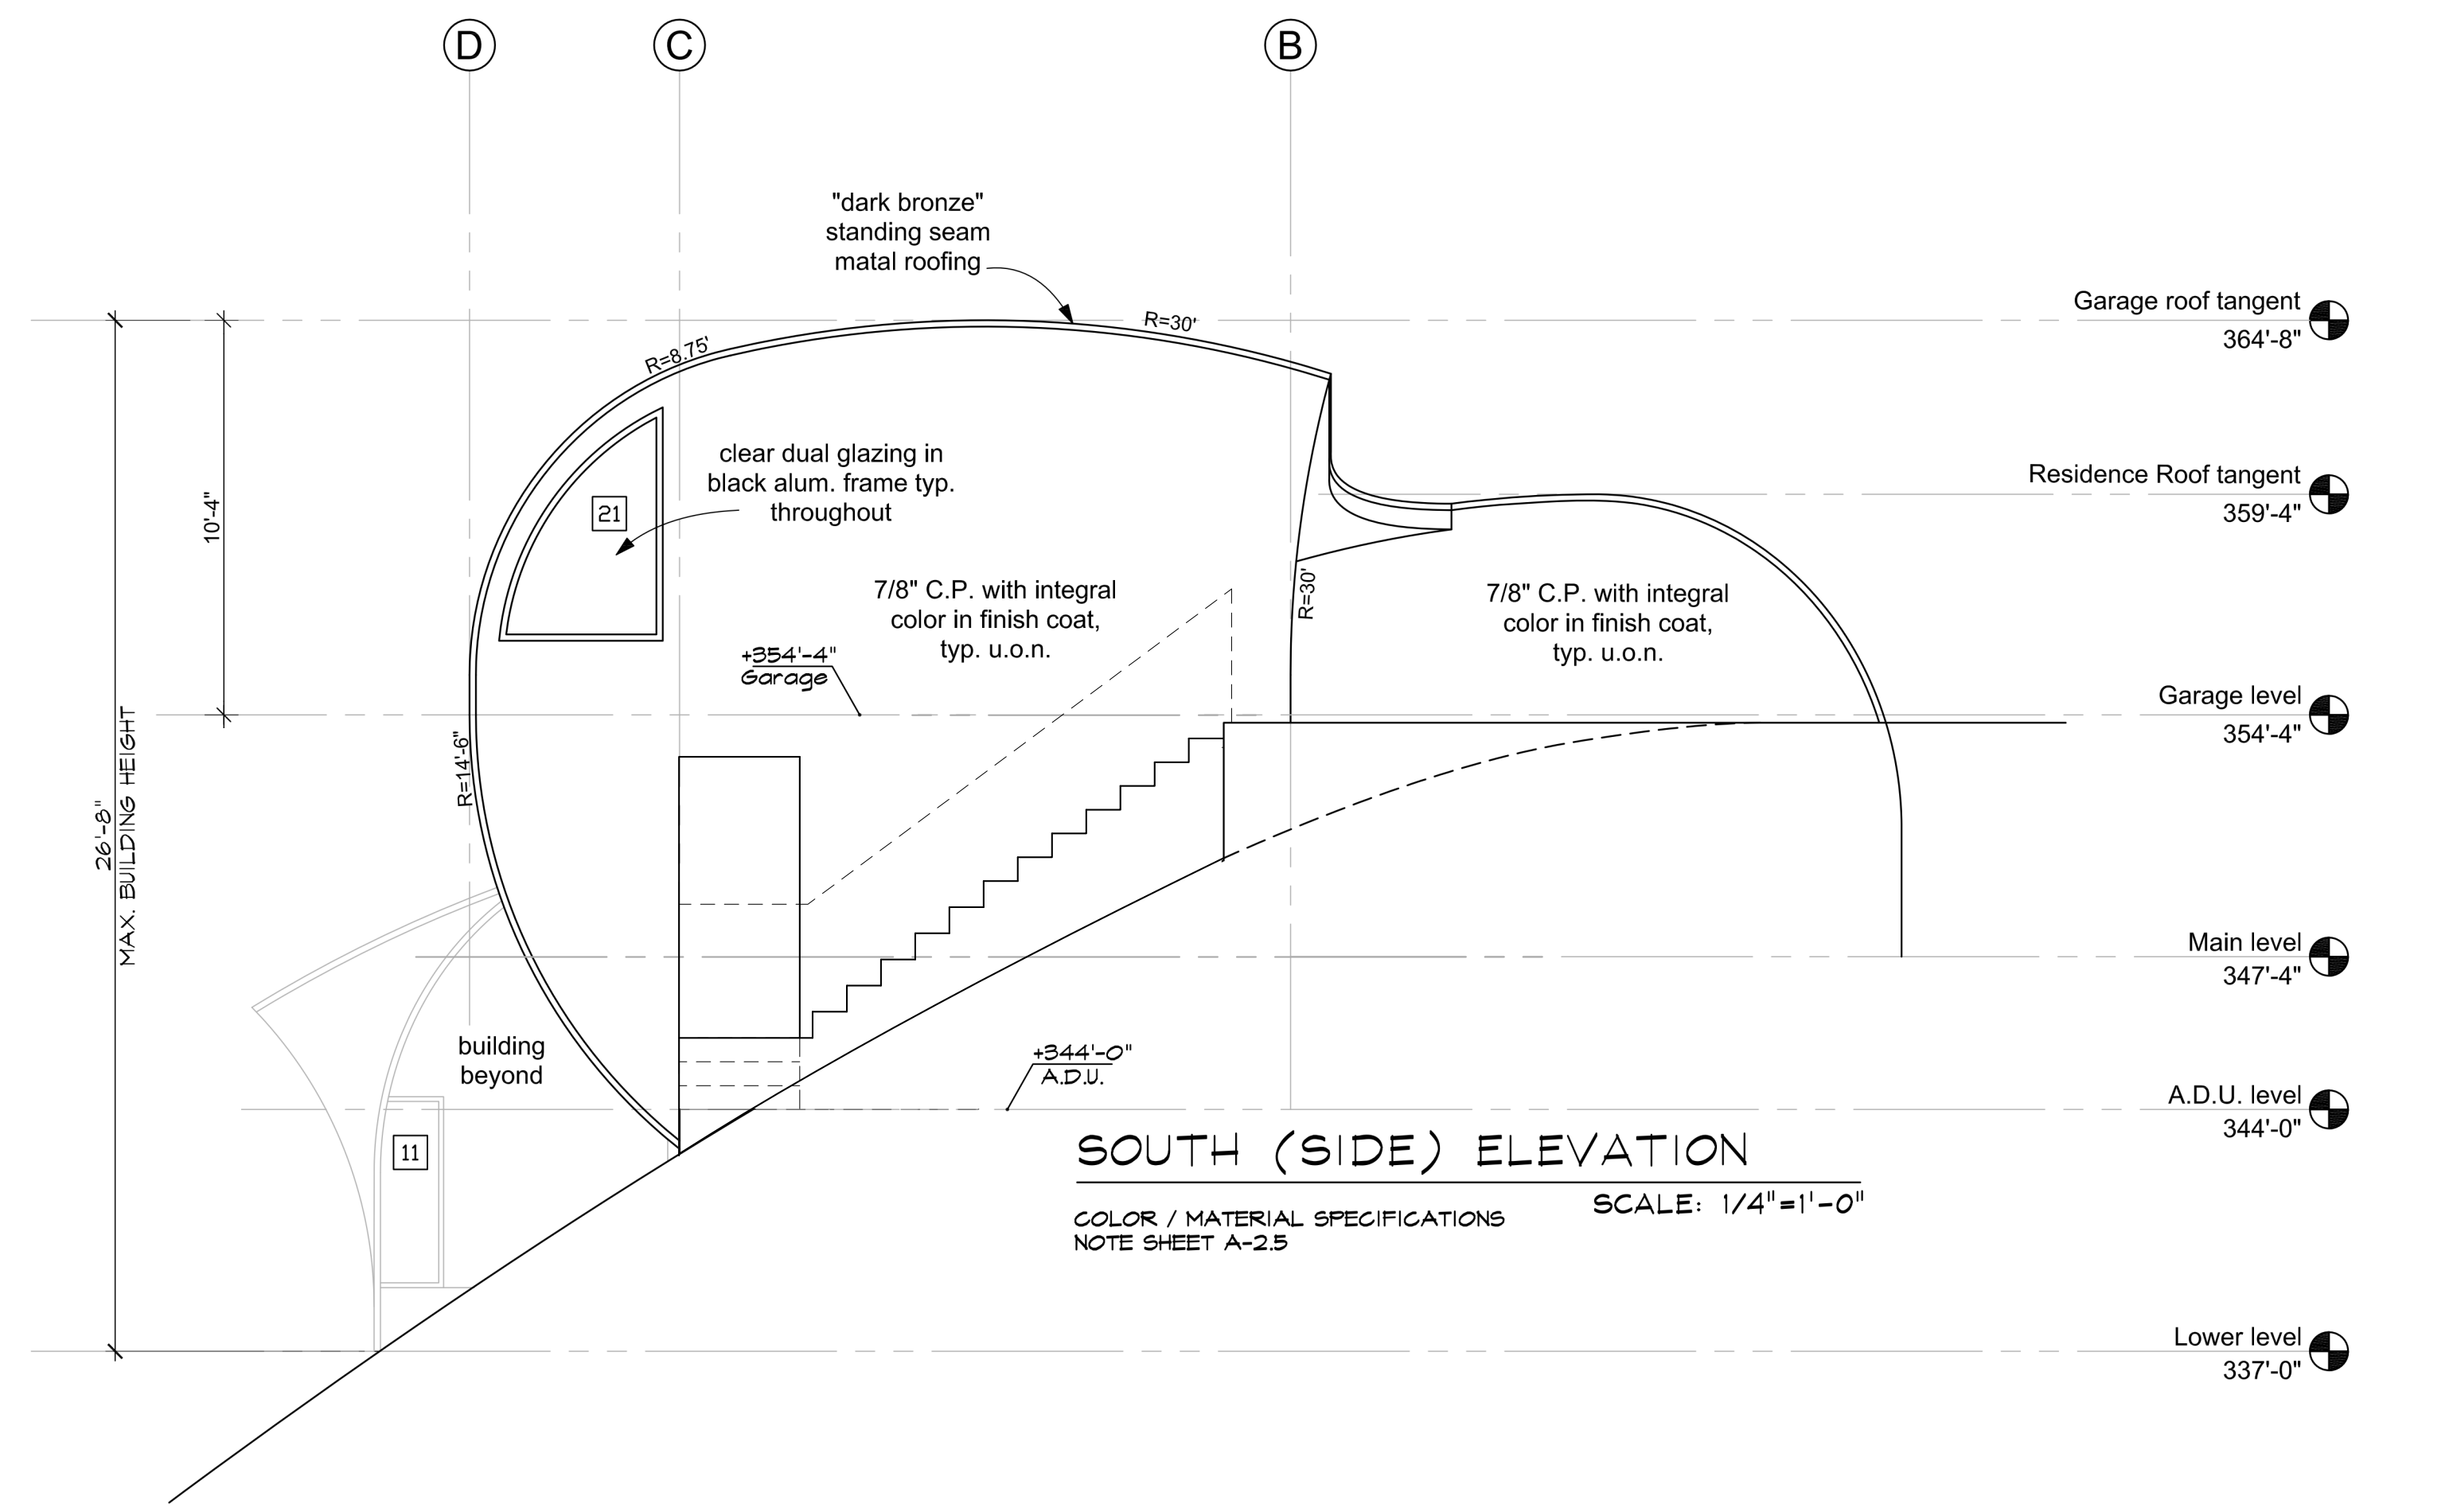 D
C
B
"dark bronze"
standing seam
matal roofing
R=30'
R=8.75'
Garage roof tangent
364'-8"
clear dual glazing in
black alum. frame typ.
throughout
21
10'-4"
Residence Roof tangent
359'-4"
7/8" C.P. with integral
color in finish coat,
typ. u.o.n.
R=30'
7/8" C.P. with integral
color in finish coat,
typ. u.o.n.
+354'-4"
Garage
Garage level
354'-4"
R=14'-6"
26'-8"
MAX. BUILDING HEIGHT
Main level
347'-4"
building
beyond
+344'-0"
A.D.U.
A.D.U. level
344'-0"
11
SOUTH (SIDE) ELEVATION
SCALE: 1/4"=1'-0"
COLOR / MATERIAL SPECIFICATIONS
NOTE SHEET A-2.5
Lower level
337'-0"